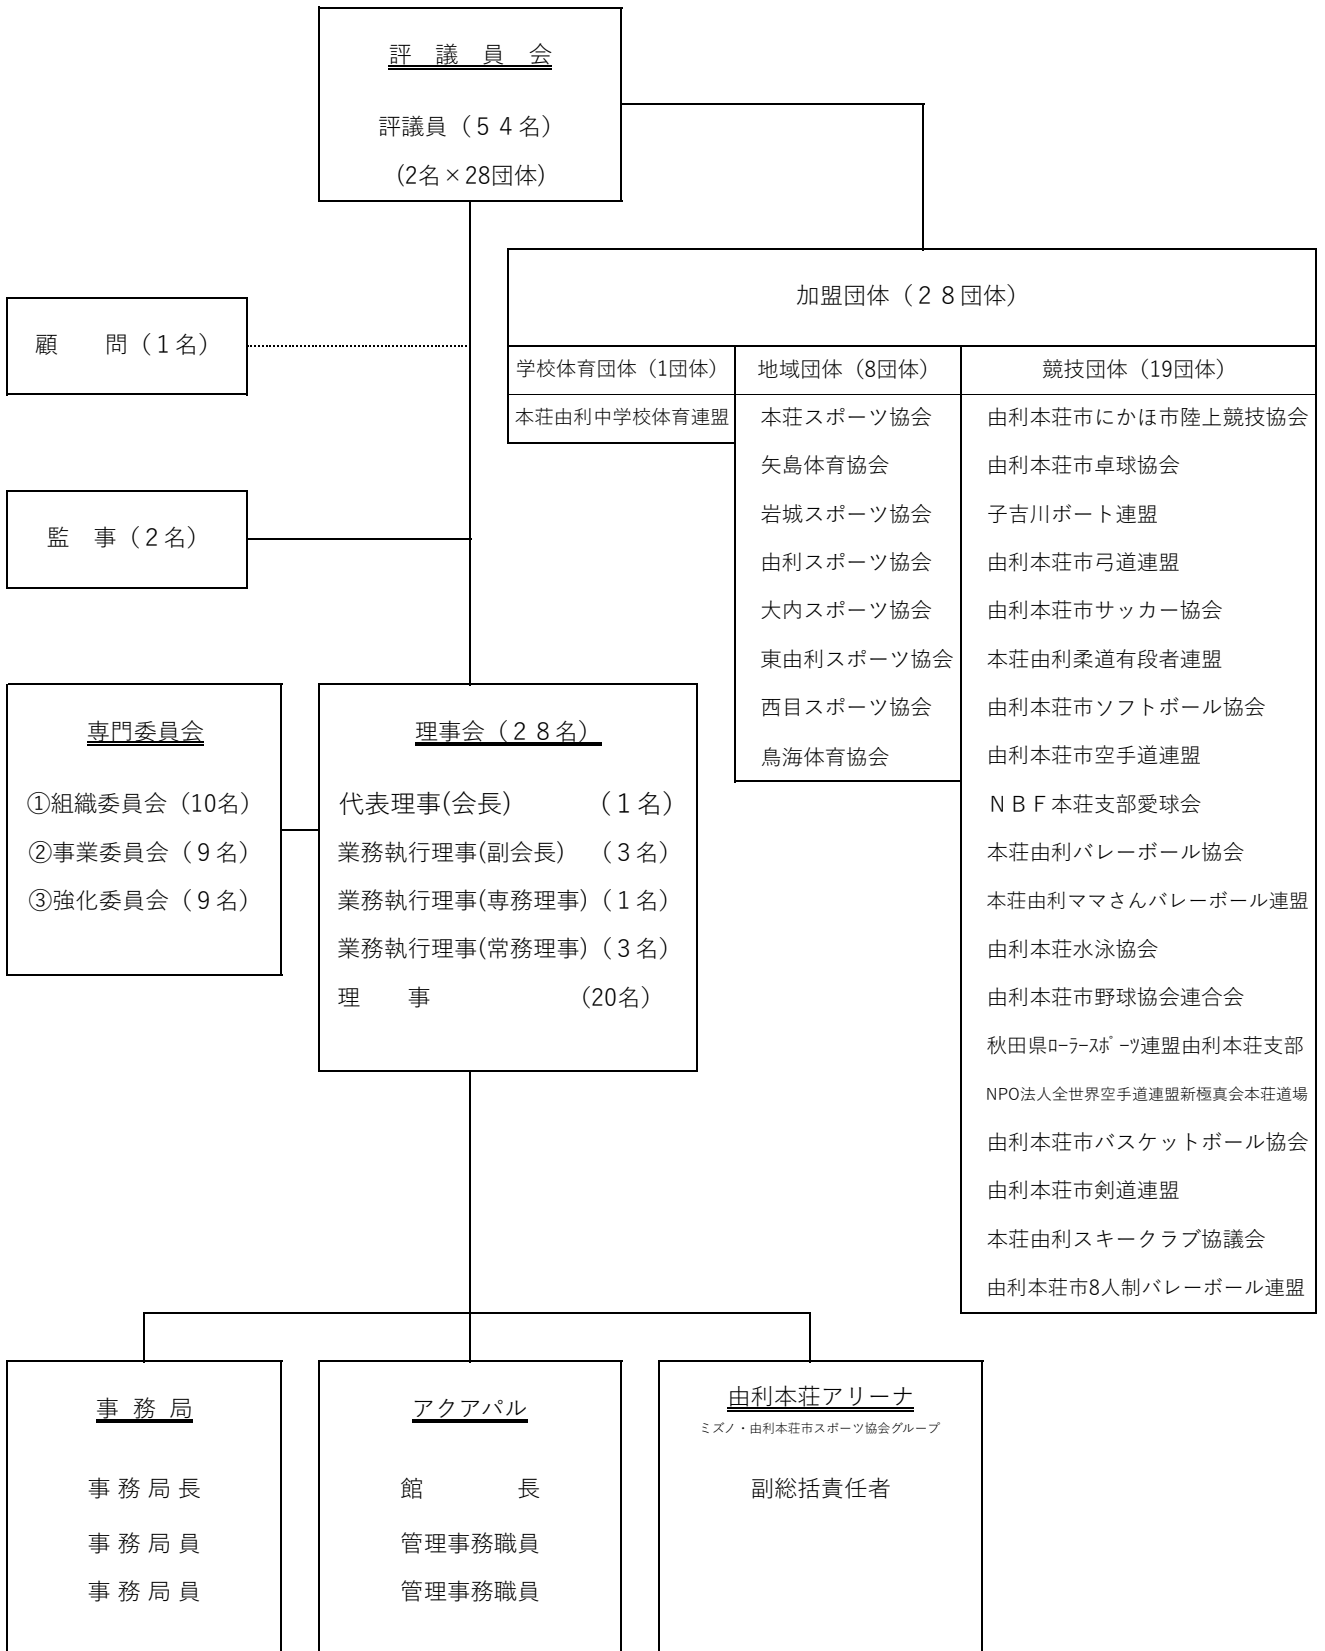 評　議　員　会
評議員（５４名）
(2名×28団体)
加盟団体（２８団体）
学校体育団体（1団体）
本荘由利中学校体育連盟
地域団体（8団体）
本荘スポーツ協会
矢島体育協会
岩城スポーツ協会
由利スポーツ協会
大内スポーツ協会
東由利スポーツ協会
西目スポーツ協会
鳥海体育協会
競技団体（19団体）
由利本荘市にかほ市陸上競技協会
由利本荘市卓球協会
子吉川ボート連盟
由利本荘市弓道連盟
由利本荘市サッカー協会
本荘由利柔道有段者連盟
由利本荘市ソフトボール協会
由利本荘市空手道連盟
ＮＢＦ本荘支部愛球会
本荘由利バレーボール協会
本荘由利ママさんバレーボール連盟
由利本荘水泳協会
由利本荘市野球協会連合会
秋田県ﾛｰﾗｰｽﾎﾟｰﾂ連盟由利本荘支部
NPO法人全世界空手道連盟新極真会本荘道場
由利本荘市バスケットボール協会
由利本荘市剣道連盟
本荘由利スキークラブ協議会
由利本荘市8人制バレーボール連盟
顧　　問（１名）
監　事（２名）
専門委員会
①組織委員会（10名）
②事業委員会（９名）
③強化委員会（９名）
理事会（２８名）
代表理事(会長)　　　（１名）
業務執行理事(副会長)　（３名）
業務執行理事(専務理事)（１名）
業務執行理事(常務理事)（３名）
理　　事　　　　　　（20名）
事 務 局
事 務 局 長
事 務 局 員
事 務 局 員
アクアパル
館　　　　長
管理事務職員
管理事務職員
由利本荘アリーナ
ミズノ・由利本荘市スポーツ協会グループ
副総括責任者